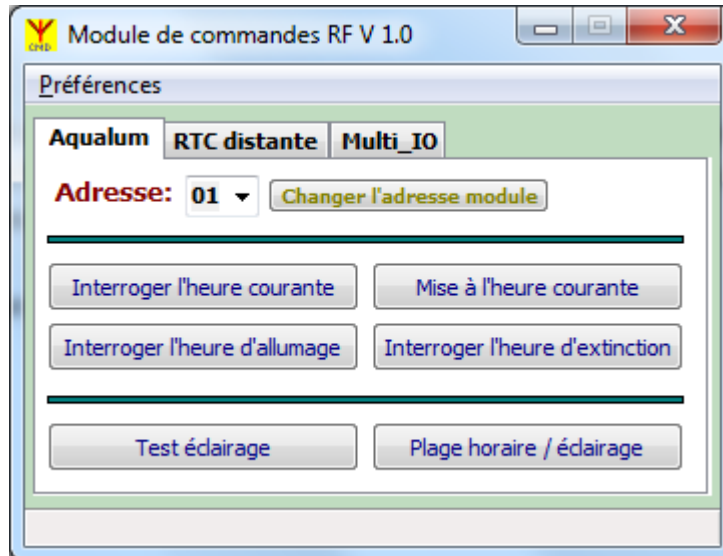 CMD Module de commandes RF V 1.0
Préférences
Aqualum RTC distante Multi_IO
Adresse: 01 Changer l'adresse module
Interroger l'heure courante Mise à l'heure courante
Interroger l'heure d'allumage Interroger l'heure d'extinction
Test éclairage Plage horaire / éclairage